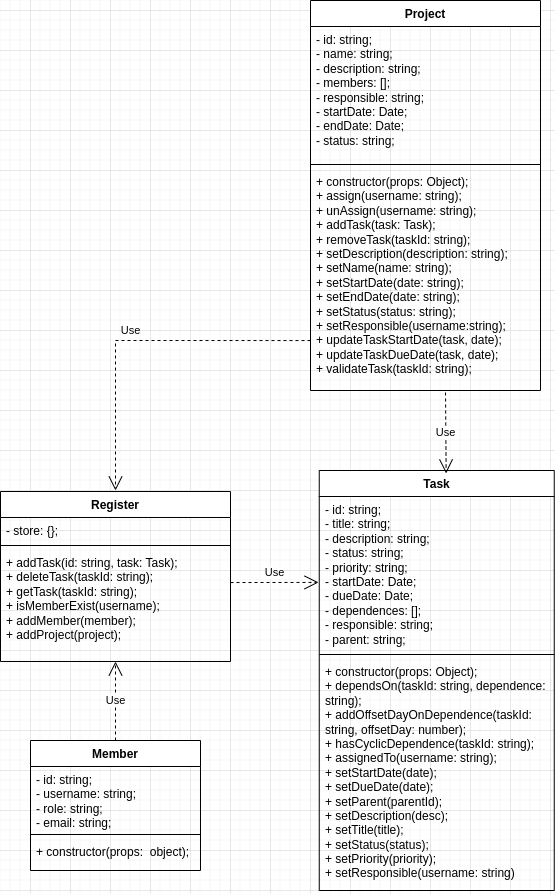 Project
- id: string;
- name: string;
- description: string;
- members: [];
- responsible: string;
- startDate: Date;
- endDate: Date;
- status: string;
+ constructor(props: Object);
+ assign(username: string);
+ unAssign(username: string);
+ addTask(task: Task);
+ removeTask(taskId: string);
+ setDescription(description: string);
+ setName(name: string);
+ setStartDate(date: string);
+ setEndDate(date: string);
+ setStatus(status: string);
+ setResponsible(username:string);
+ updateTaskStartDate(task, date);
+ updateTaskDueDate(task, date);
+ validateTask(taskId: string);
Use
Use
Register
- store: {};
+ addTask(id: string, task: Task);
+ deleteTask(taskId: string);
+ getTask(taskId: string);
+ isMemberExist(username);
+ addMember(member);
+ addProject(project);
Use
Task
- id: string;
- title: string;
- description: string;
- status: string;
- priority: string;
- startDate: Date;
- dueDate: Date;
- dependences: [];
- responsible: string;
- parent: string;
+ constructor(props: Object);
+ dependsOn(taskId: string, dependence:
string);
+ addOffsetDayOnDependence(taskId:
string, offsetDay: number);
+ hasCyclicDependence(taskId: string);
+ assignedTo(username: string);
+ setStartDate(date);
+ setDueDate(date);
+ setParent(parentId);
+ setDescription(desc);
+ setTitle(title);
+ setStatus(status);
+ setPriority(priority);
+ setResponsible(username: string)
Use
Member
- id: string;
- username: string;
- role: string;
- email: string;
+ constructor(props:  object);